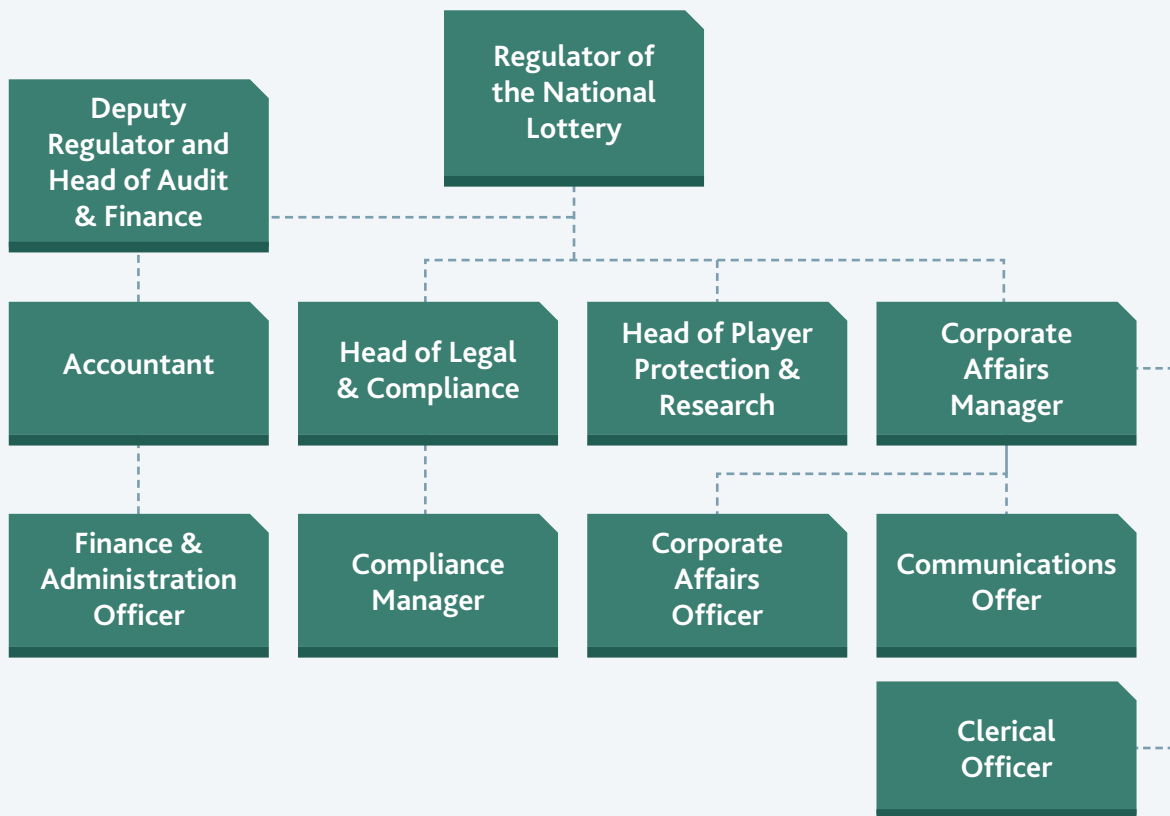 Regulator of
the National
Lottery
Deputy
Regulator and
Head of Audit
& Finance
Accountant
Head of Legal
& Compliance
Head of Player
Protection &
Research
Corporate
Affairs
Manager
Finance &
Administration
Officer
Compliance
Manager
Corporate
Affairs
Officer
Communications
Offer
Clerical
Officer